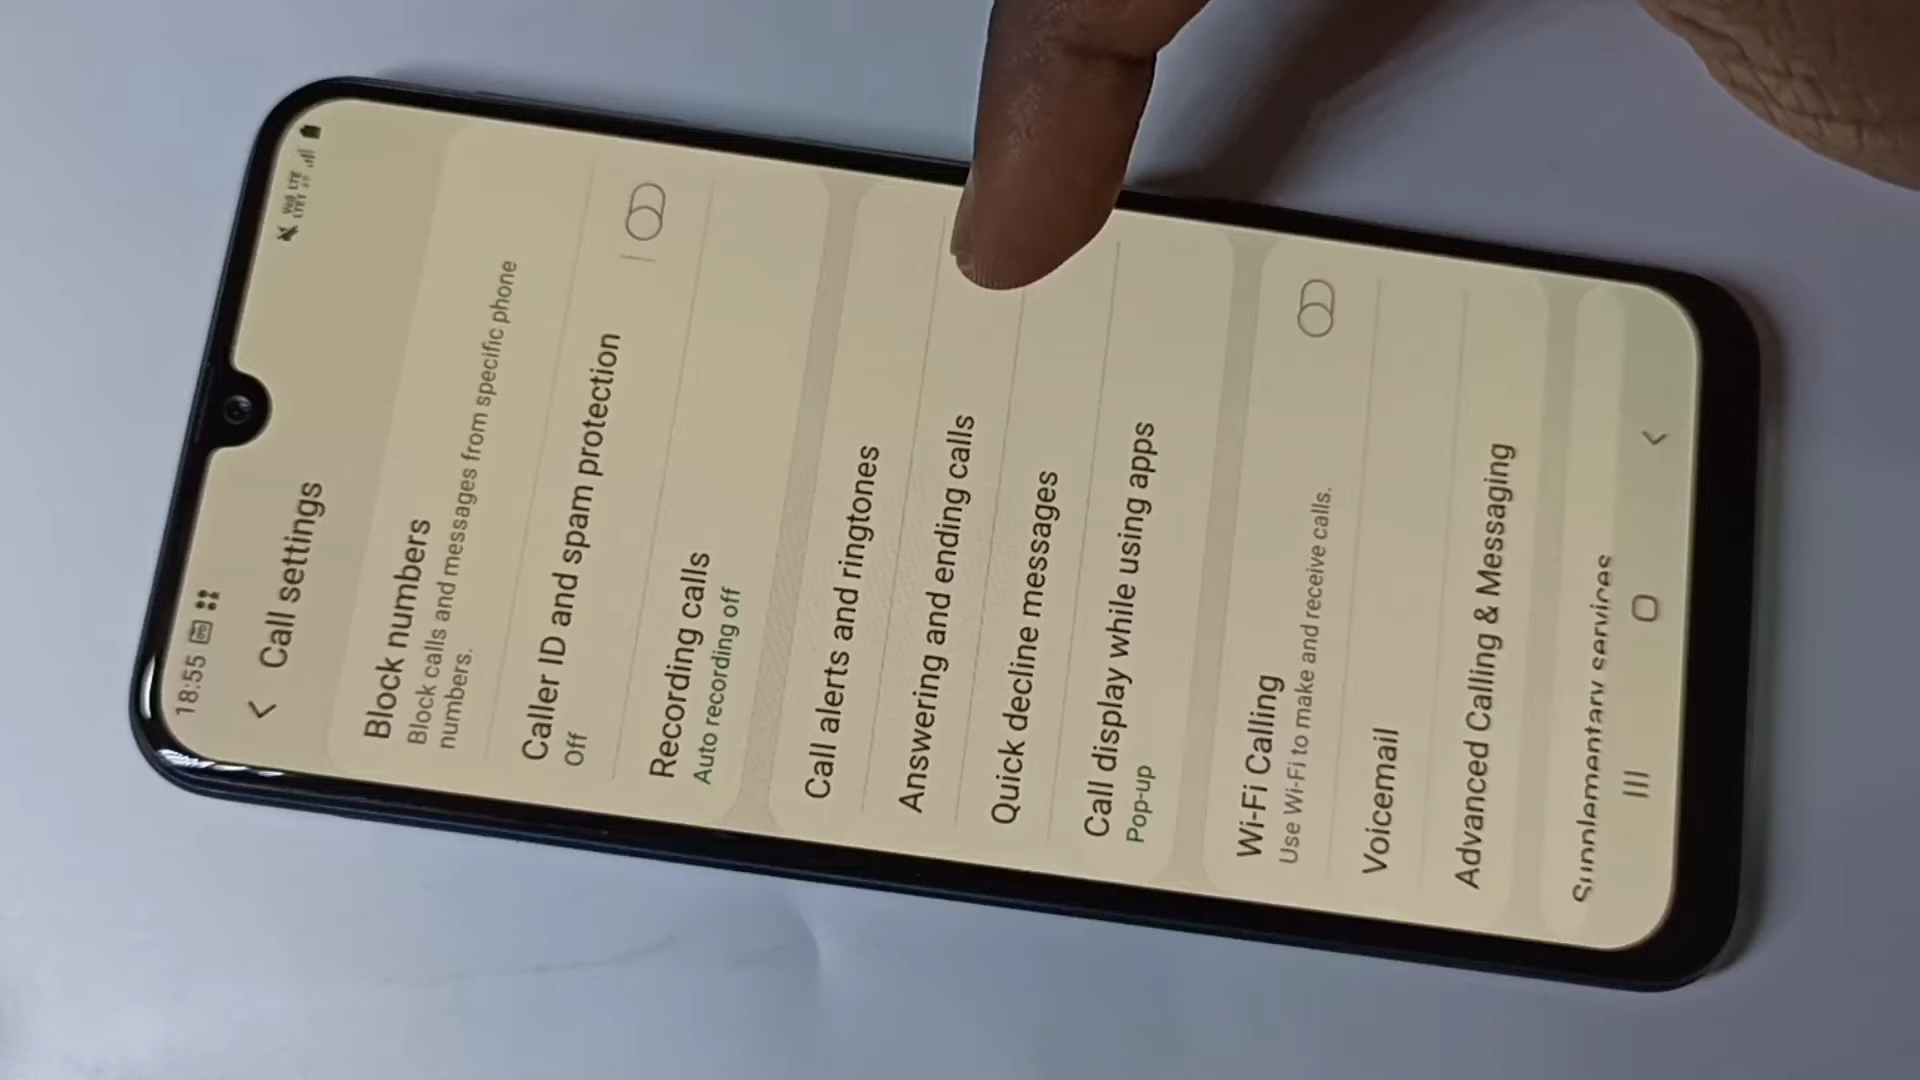 18:55
Call settings
Block numbers
Block calls and messages from specific phone
numbers.
Caller ID and spam protection
Off
Recording calls
Auto recording off
Call alerts and ringtones
Answering and ending calls
Quick decline messages
Call display while using apps
Pop-up
Wi-Fi Calling
Use Wi-Fi to make and receive calls.
Voicemail
Advanced Calling & Messaging
Supplementary services